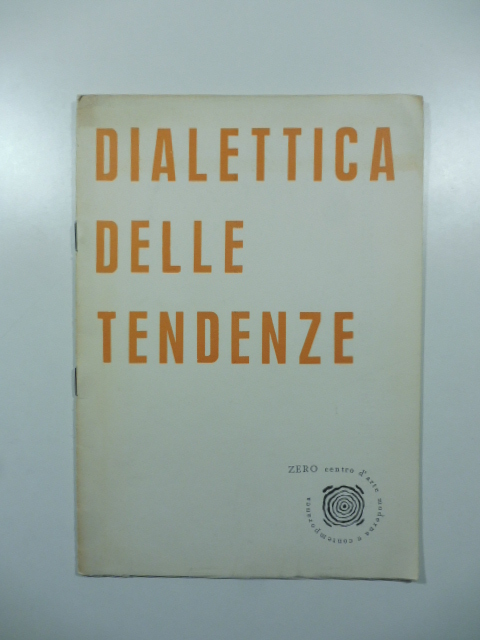 DIALETTICA
DELLE
TENDENZE
ZERO centro d'arte moderna e contemporanea